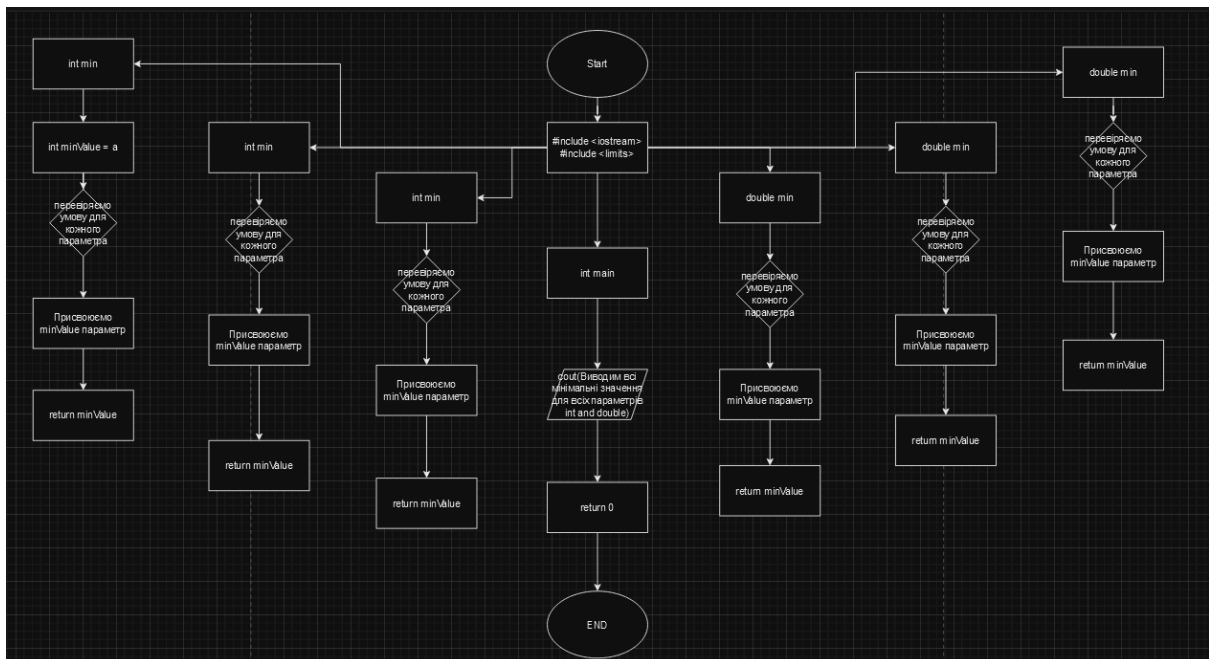 int min
int minValue = a
перевіряємо
умову для
кожного
параметра
Присвоюємо
minValue параметр
return minValue
int min
перевіряємо
умову для
кожного
параметра
Присвоюємо
minValue параметр
return minValue
int min
перевіряємо
умову для
кожного
параметра
Присвоюємо
minValue параметр
return minValue
Start
#include <iostream>
#include <limits>
int main
cout(Виводим всі
мінімальні значення
для всіх параметрів
int and double)
return 0
END
double min
перевіряємо
умову для
кожного
параметра
Присвоюємо
minValue параметр
return minValue
double min
перевіряємо
умову для
кожного
параметра
Присвоюємо
minValue параметр
return minValue
double min
перевіряємо
умову для
кожного
параметра
Присвоюємо
minValue параметр
return minValue